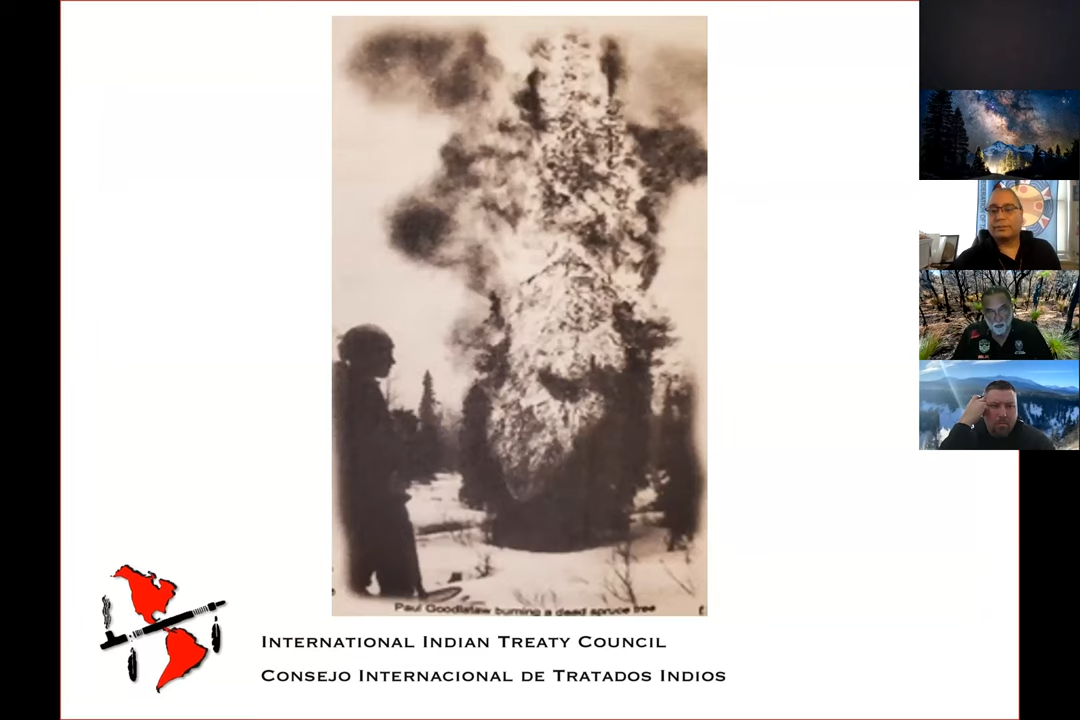 Paul Goodlataw burning a dead spruce tree
INTERNATIONAL INDIAN TREATY COUNCIL
CONSEJO INTERNACIONAL DE TRATADOS INDIOS